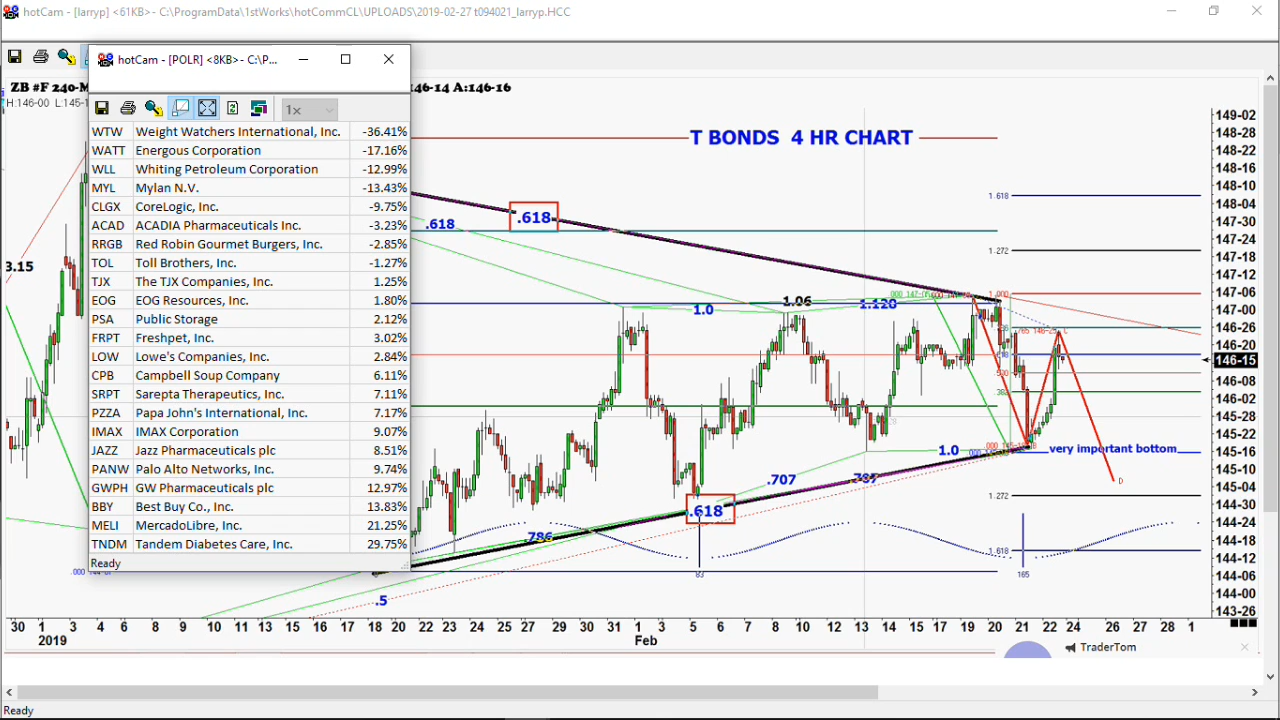 hotCam - [larryp] <61KB> - C:\ProgramData\1stWorks\hotCommCL\UPLOADS\2019-02-27 t094021_larryp.HCC
hotCam - [POLR] <8KB>- C:\P...
1x
WTW Weight Watchers International, Inc. -36.41%
WATT Energous Corporation -17.16%
WLL Whiting Petroleum Corporation -12.99%
MYL Mylan N.V. -13.43%
CLGX CoreLogic, Inc. -9.75%
ACAD ACADIA Pharmaceuticals Inc. -3.23%
RRGB Red Robin Gourmet Burgers, Inc. -2.85%
TOL Toll Brothers, Inc. -1.27%
TJX The TJX Companies, Inc. 1.25%
EOG EOG Resources, Inc. 1.80%
PSA Public Storage 2.12%
FRPT Freshpet, Inc. 3.02%
LOW Lowe's Companies, Inc. 2.84%
CPB Campbell Soup Company 6.11%
SRPT Sarepta Therapeutics, Inc. 7.11%
PZZA Papa John's International, Inc. 7.17%
IMAX IMAX Corporation 9.07%
JAZZ Jazz Pharmaceuticals plc 8.51%
PANW Palo Alto Networks, Inc. 9.74%
GWPH GW Pharmaceuticals plc 12.97%
BBY Best Buy Co., Inc. 13.83%
MELI MercadoLibre, Inc. 21.25%
TNDM Tandem Diabetes Care, Inc. 29.75%
Ready
ZB #F 240-M
46-14 A:146-16
H:146-00 L:145-1
T BONDS 4 HR CHART
3.15
.618
.618
1.0
1.06
1.128
1.618
1.272
1.000
.618
.500
.382
1.0
very important bottom
.707
.707
.618
.786
.5
1.272
1.618
D
83
165
149-02
148-28
148-22
148-16
148-10
148-04
147-30
147-24
147-18
147-12
147-06
147-00
146-26
146-20
146-15
146-08
146-02
145-28
145-22
145-16
145-10
145-04
144-30
144-24
144-18
144-12
144-06
144-00
143-26
30 1 3 4 6 8 9 10 11 13 15 16 17 18 20 22 23 24 25 27 29 30 31 1 3 4 5 6 7 8 10 11 12 13 14 15 17 19 20 21 22 24 26 27 28 1
2019
Feb
TraderTom
Ready